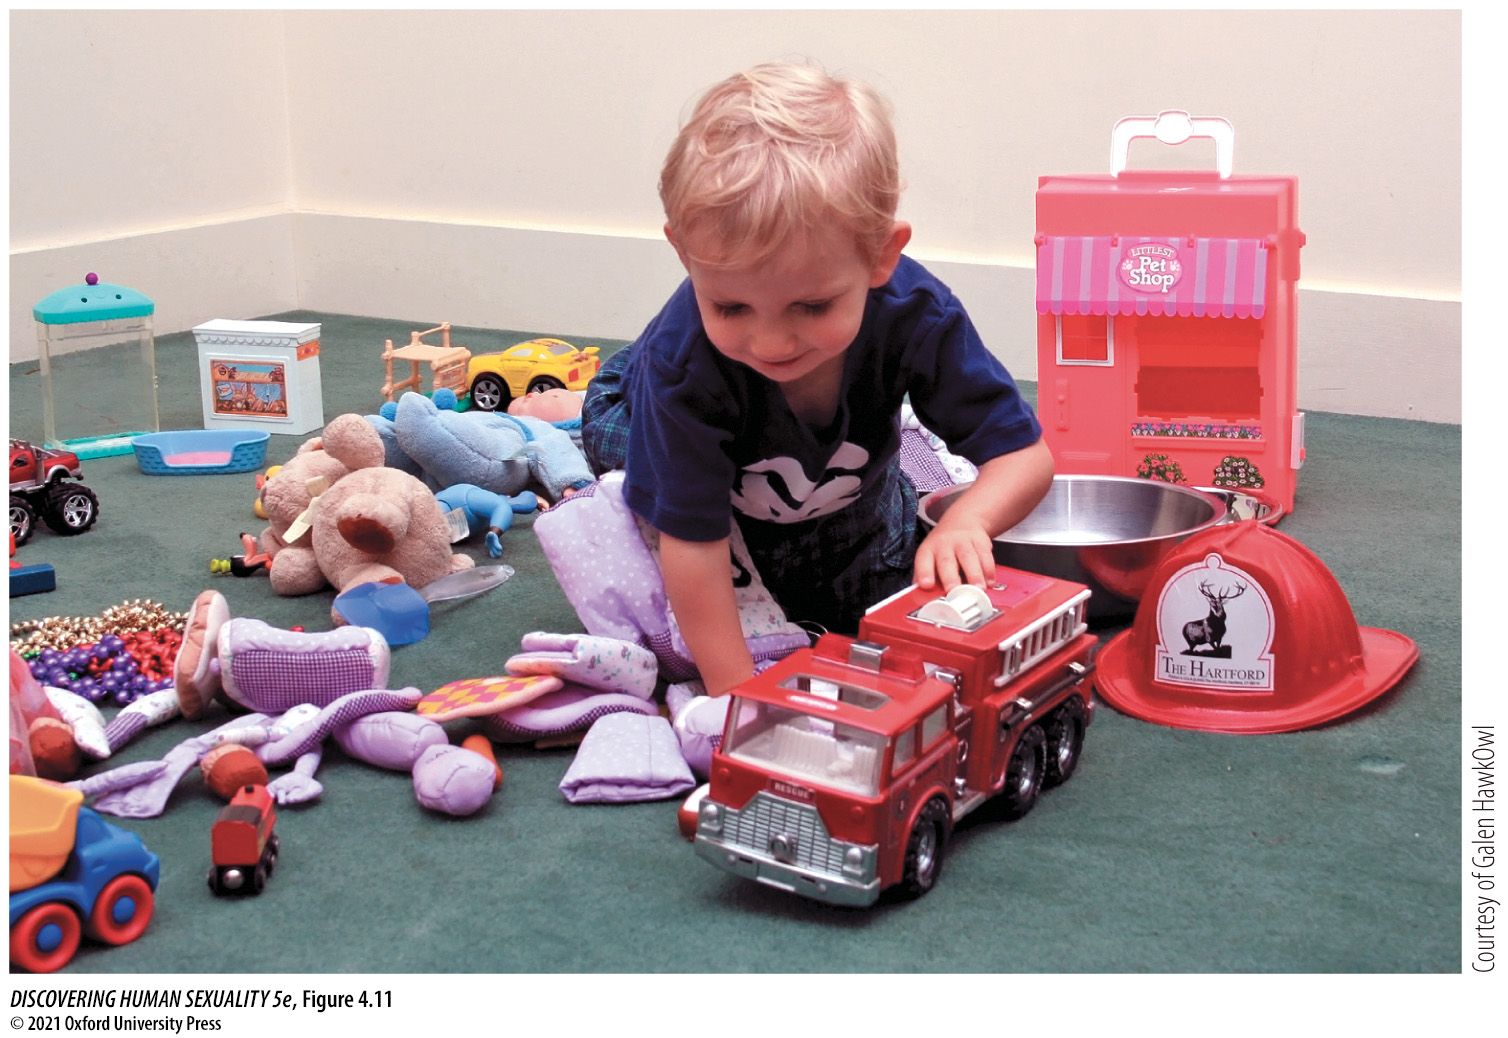 LITTLEST
Pet
Shop
THE HARTFORD
RESCUE
Courtesy of Galen HawkOwl
DISCOVERING HUMAN SEXUALITY 5e, Figure 4.11
© 2021 Oxford University Press